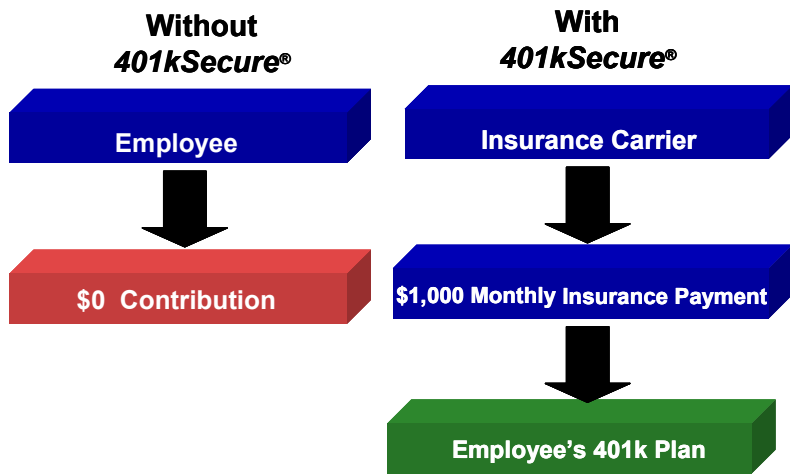 Without
401kSecure®
Employee
$0 Contribution
With
401kSecure®
Insurance Carrier
$1,000 Monthly Insurance Payment
Employee's 401k Plan